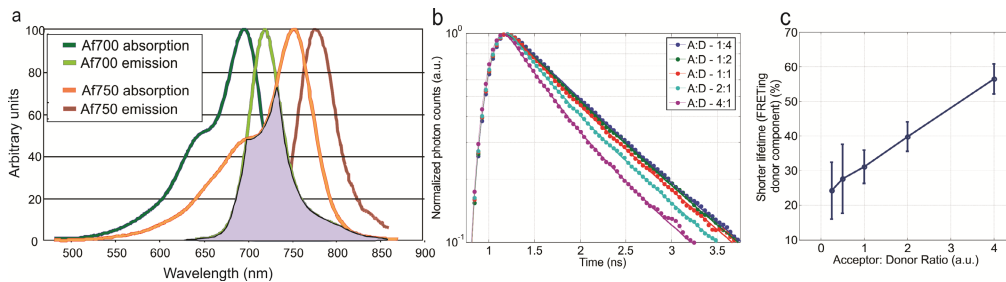 a
Arbitrary units
100
80
60
40
20
0
Af700 absorption
Af700 emission
Af750 absorption
Af750 emission
500
550
600
650
700
750
800
850
900
Wavelength (nm)
b
Normalized photon counts (a.u.)
10^0
10^-1
A:D - 1:4
A:D - 1:2
A:D - 1:1
A:D - 2:1
A:D - 4:1
1
1.5
2
2.5
3
3.5
Time (ns)
c
Shorter lifetime (FRETing
donor component) (%)
70
60
50
40
30
20
10
0
1
2
3
4
Acceptor: Donor Ratio (a.u.)